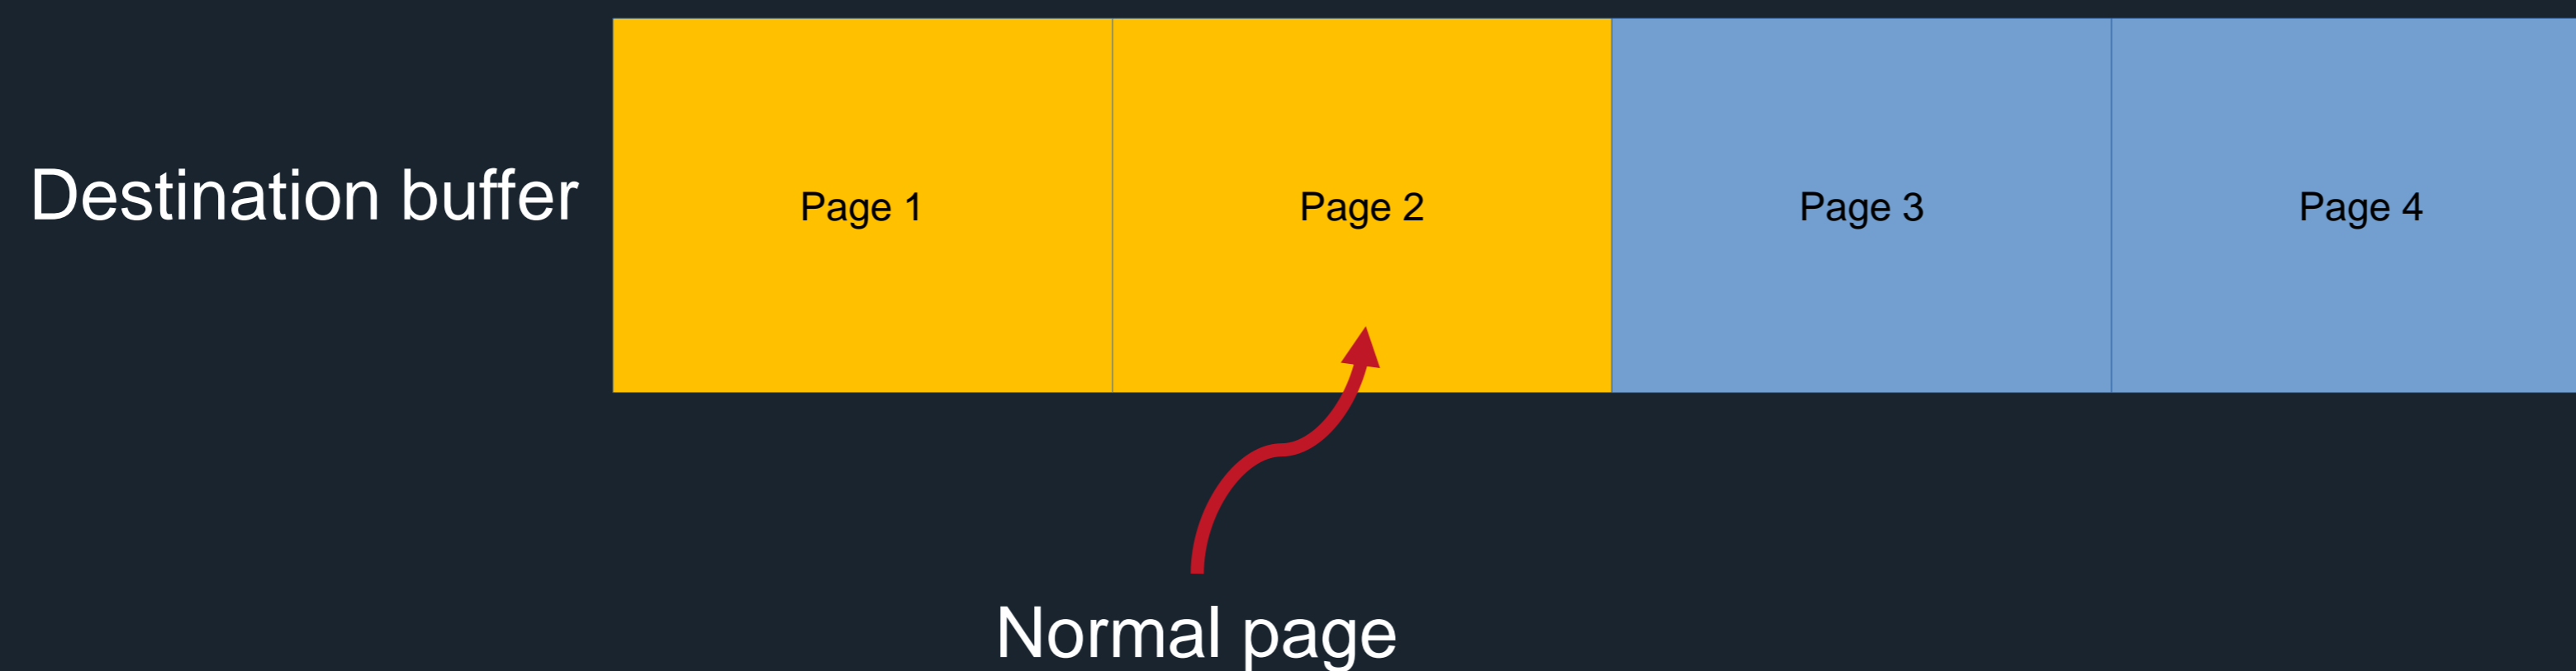 Destination buffer
Page 1
Page 2
Page 3
Page 4
Normal page